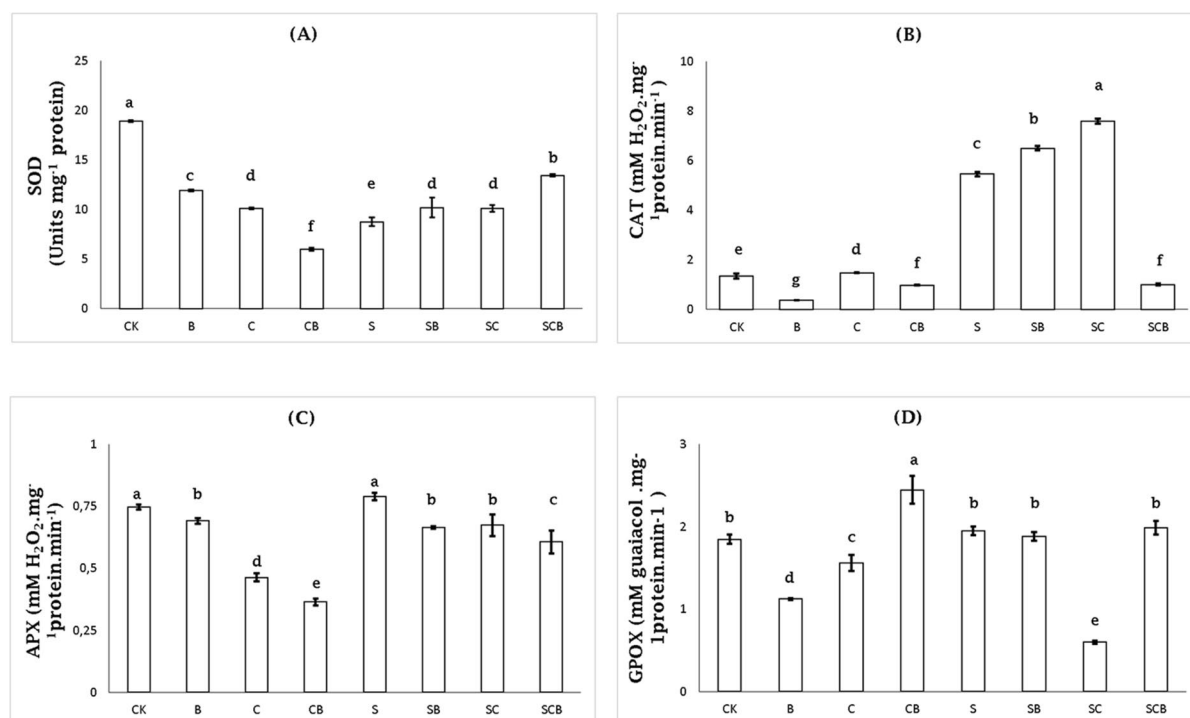 (A)
SOD
(Units mg⁻¹ protein)
25
20
15
10
5
0
a
c
d
f
e
d
d
b
CK B C CB S SB SC SCB
(B)
CAT (mM H₂O₂.mg⁻
¹protein.min⁻¹)
10
8
6
4
2
0
e
g
d
f
c
b
a
f
CK B C CB S SB SC SCB
(C)
APX (mM H₂O₂.mg⁻
¹protein.min⁻¹)
1
0,75
0,5
0,25
0
a
b
d
e
a
b
b
c
CK B C CB S SB SC SCB
(D)
GPOX (mM guaiacol .mg-
1protein.min-1 )
3
2
1
0
b
d
c
a
b
b
e
b
CK B C CB S SB SC SCB